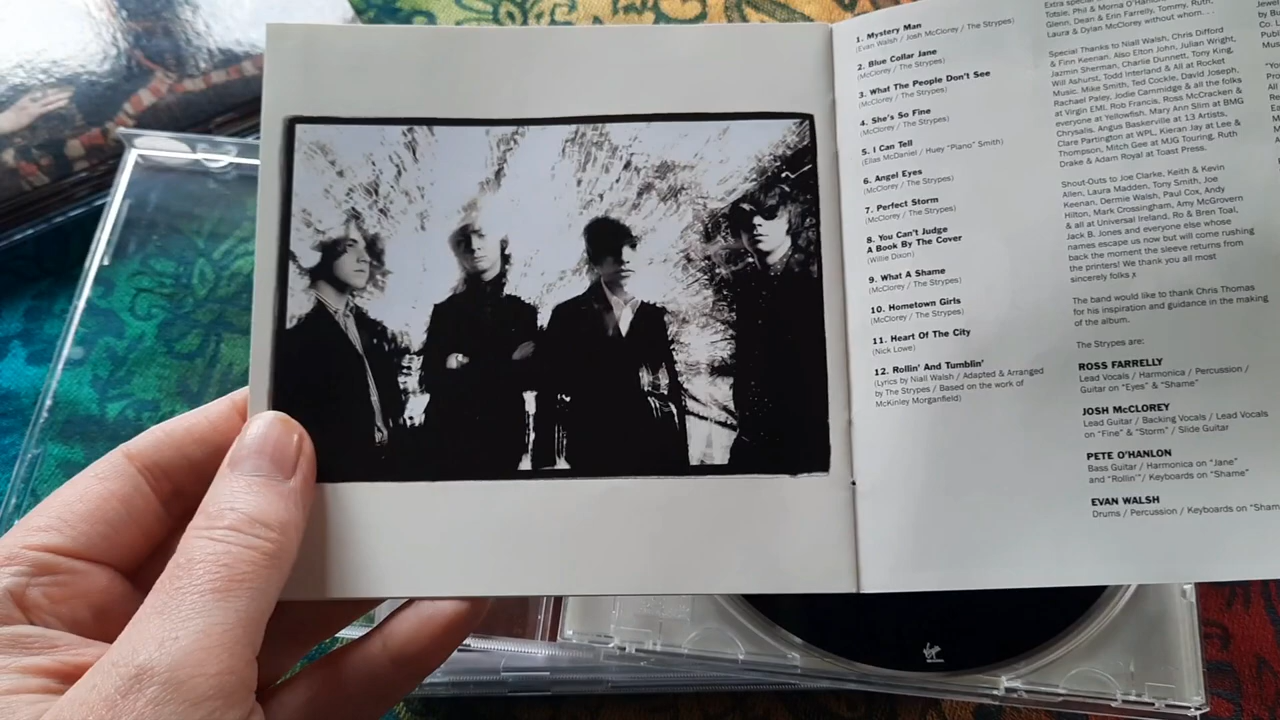 1. Mystery Man
(Evan Walsh / Josh McClorey / The Strypes)
2. Blue Collar Jane
(McClorey / The Strypes)
3. What The People Don't See
(McClorey / The Strypes)
4. She's So Fine
(McClorey / The Strypes)
5. I Can Tell
(Ellas McDaniel / Huey "Piano" Smith)
6. Angel Eyes
(McClorey / The Strypes)
7. Perfect Storm
(McClorey / The Strypes)
8. You Can't Judge
A Book By The Cover
(Willie Dixon)
9. What A Shame
(McClorey / The Strypes)
10. Hometown Girls
(McClorey / The Strypes)
11. Heart Of The City
(Nick Lowe)
12. Rollin' And Tumblin'
(Lyrics by Niall Walsh / Adapted & Arranged
by The Strypes / Based on the work of
McKinley Morganfield)
Extra
Totsie, Phil & Morna
Glenn, Dean & Erin Farrelly, Tommy, Ruth,
Laura & Dylan McClorey without whom. . .
Special Thanks to Niall Walsh, Chris Difford
& Finn Keenan. Also Elton John, Julian Wright,
Jazmin Sherman, Charlie Dunnett, Tony King,
Will Ashurst, Todd Interland & All at Rocket
Music. Mike Smith, Ted Cockle, David Joseph,
Rachael Paley, Jodie Cammidge & all the folks
at Virgin EMI. Rob Francis, Ross McCracken &
everyone at Yellowfish. Mary Ann Slim at BMG
Chrysalis. Angus Baskerville at 13 Artists,
Clare Partington at WPL, Kieran Jay at Lee &
Thompson, Mitch Gee at MJG Touring, Ruth
Drake & Adam Royal at Toast Press.
Shout-Outs to Joe Clarke, Keith & Kevin
Allen, Laura Madden, Tony Smith, Joe
Keenan, Dermie Walsh, Paul Cox, Andy
Hilton, Mark Crossingham, Amy McGrovern
& all at Universal Ireland, Ro & Bren Toal,
Jack B. Jones and everyone else whose
names escape us now but will come rushing
back the moment the sleeve returns from
the printers! We thank you all most
sincerely folks x
The band would like to thank Chris Thomas
for his inspiration and guidance in the making
of the album.
The Strypes are:
ROSS FARRELLY
Lead Vocals / Harmonica / Percussion /
Guitar on "Eyes" & "Shame"
JOSH McCLOREY
Lead Guitar / Backing Vocals / Lead Vocals
on "Fine" & "Storm" / Slide Guitar
PETE O'HANLON
Bass Guitar / Harmonica on "Jane"
and "Rollin'" / Keyboards on "Shame"
EVAN WALSH
Drums / Percussion / Keyboards on "Sham
Virgin